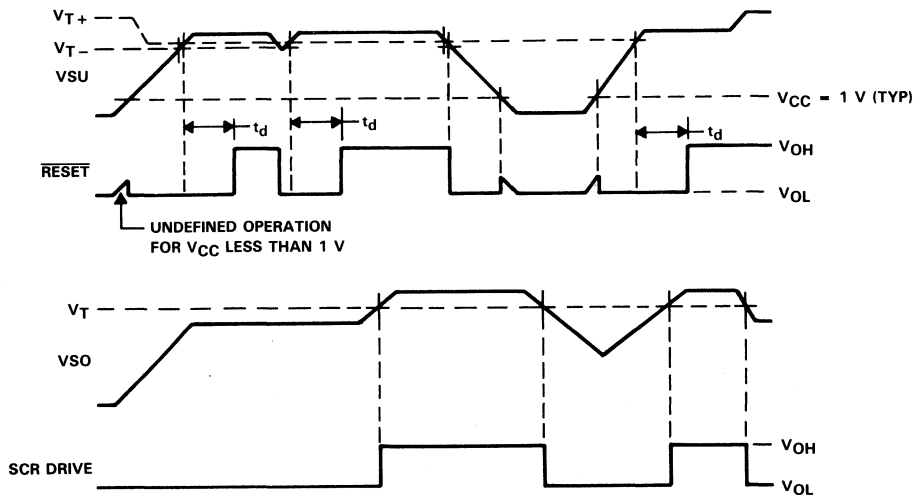 VT+
VT−
VSU
VCC = 1 V (TYP)
td
td
td
VOH
RESET
VOL
UNDEFINED OPERATION
FOR VCC LESS THAN 1 V
VT
VSO
VOH
SCR DRIVE
VOL